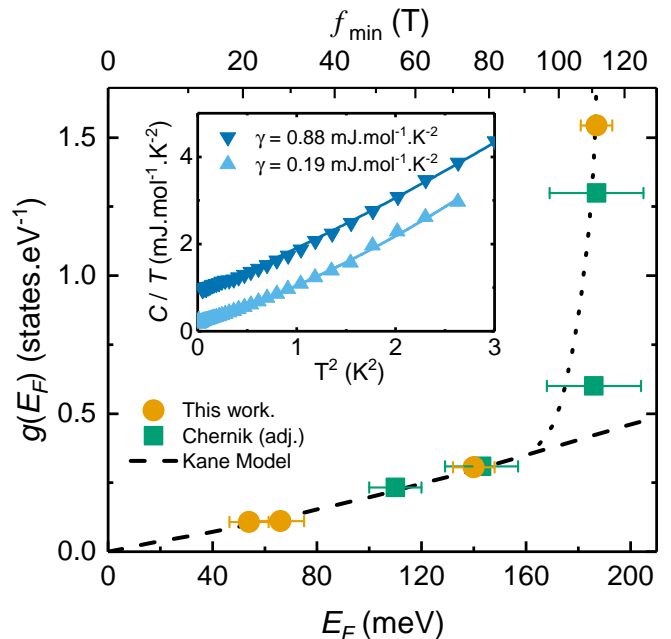 f min (T)
0 20 40 60 80 100 120
1.5
1.0
0.5
0.0
g(E_F) (states.eV⁻¹)
γ = 0.88 mJ.mol⁻¹.K⁻²
γ = 0.19 mJ.mol⁻¹.K⁻²
4
2
0
C / T (mJ.mol⁻¹.K⁻²)
0 1 2 3
T² (K²)
This work.
Chernik (adj.)
Kane Model
0 40 80 120 160 200
E_F (meV)